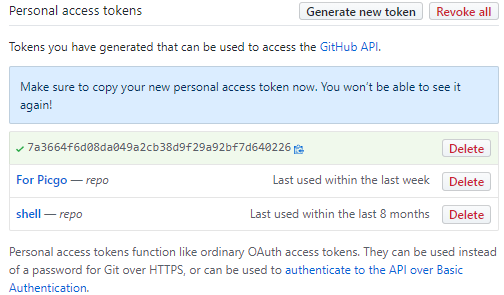 Personal access tokens Generate new token Revoke all
Tokens you have generated that can be used to access the GitHub API.
Make sure to copy your new personal access token now. You won't be able to see it
again!
7a3664f6d08da049a2cb38d9f29a92bf7d640226 Delete
For Picgo — repo Last used within the last week Delete
shell — repo Last used within the last 8 months Delete
Personal access tokens function like ordinary OAuth access tokens. They can be used instead
of a password for Git over HTTPS, or can be used to authenticate to the API over Basic
Authentication.